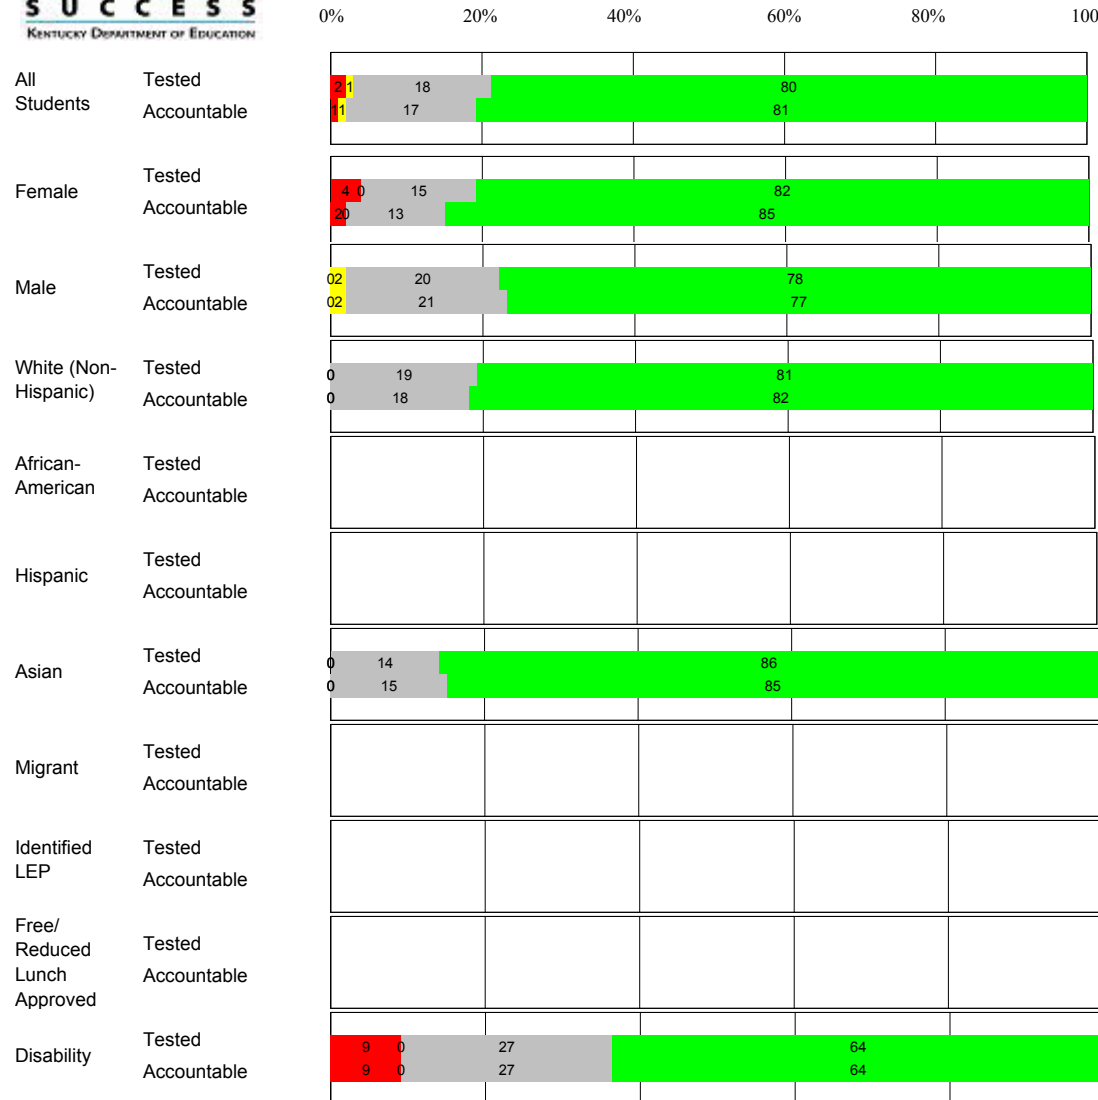 SUCCESS
KENTUCKY DEPARTMENT OF EDUCATION
0% 20% 40% 60% 80% 100
All Students
Tested
2 1 18 80
Accountable
1 1 17 81
Female
Tested
4 0 15 82
Accountable
2 0 13 85
Male
Tested
0 2 20 78
Accountable
0 2 21 77
White (Non-
Hispanic)
Tested
0 19 81
Accountable
0 18 82
African-
American
Tested
Accountable
Hispanic
Tested
Accountable
Asian
Tested
0 14 86
Accountable
0 15 85
Migrant
Tested
Accountable
Identified
LEP
Tested
Accountable
Free/
Reduced
Lunch
Approved
Tested
Accountable
Disability
Tested
9 0 27 64
Accountable
9 0 27 64